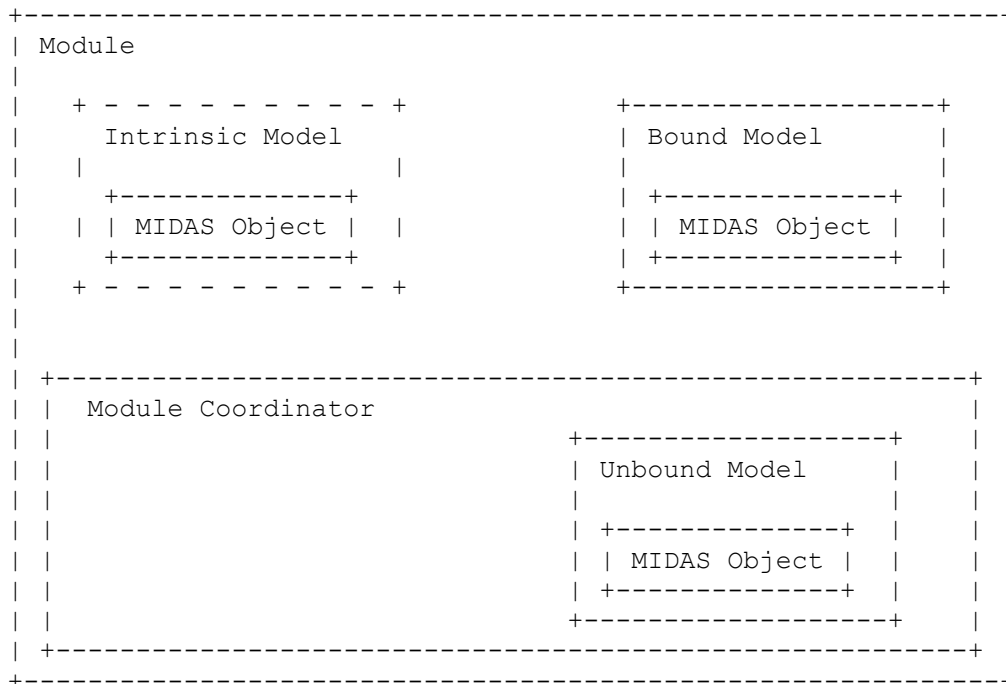 Module
Intrinsic Model Bound Model
MIDAS Object MIDAS Object
Module Coordinator
Unbound Model
MIDAS Object